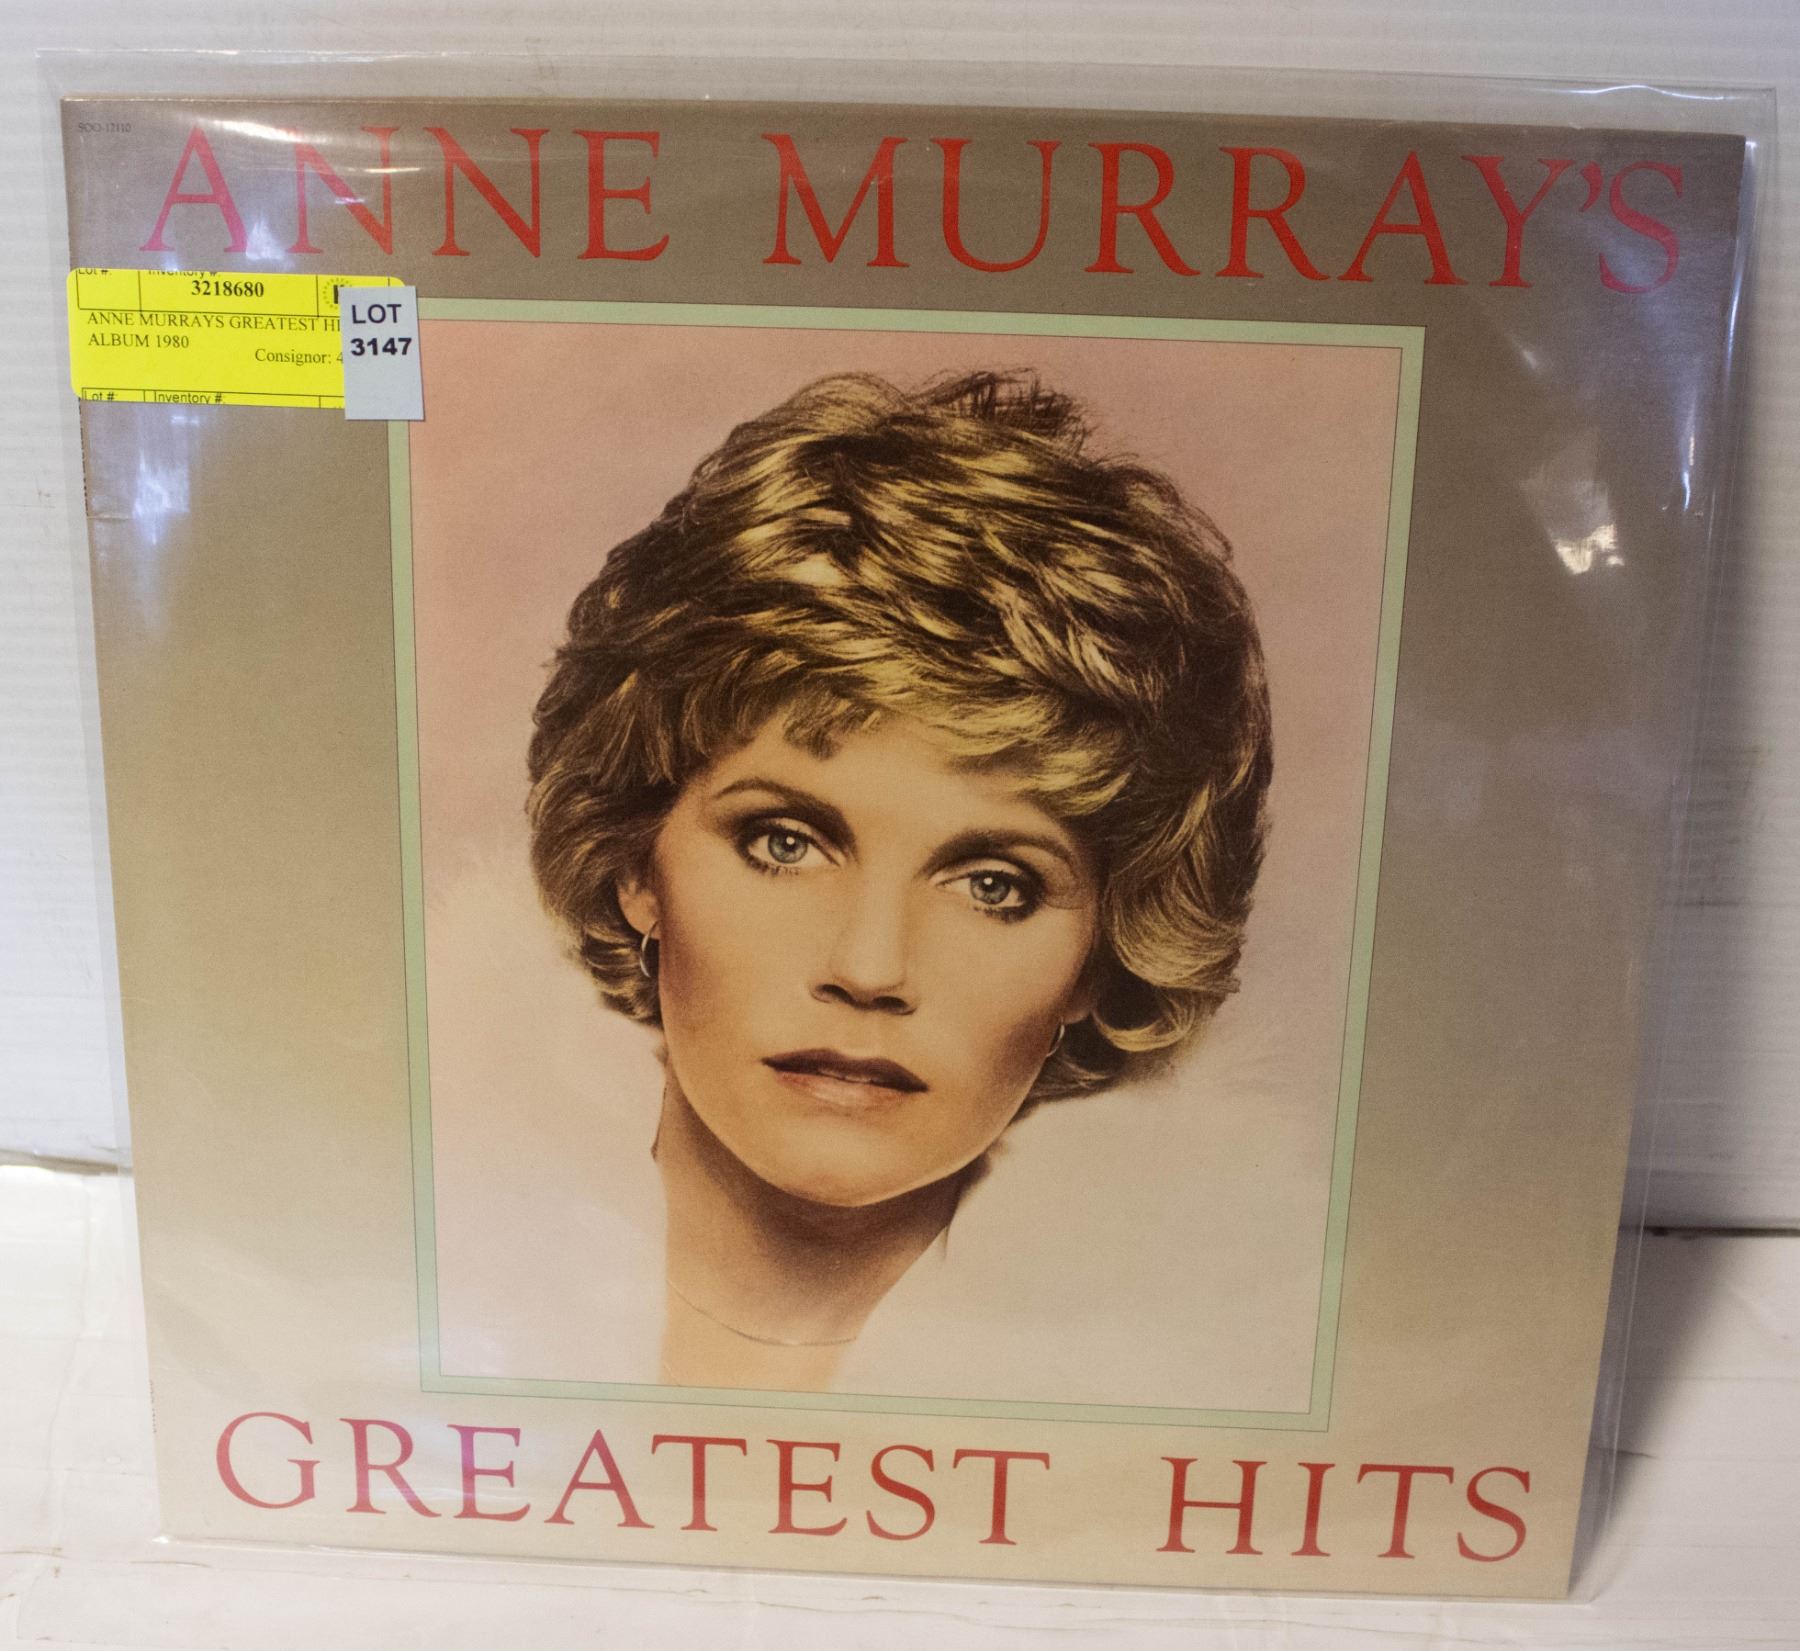 SOO-12110
ANNE MURRAY'S
Lot #: Inventory #:
3218680
ANNE MURRAYS GREATEST
ALBUM 1980
Consignor:
LOT
3147
Lot #: Inventory #:
GREATEST HITS